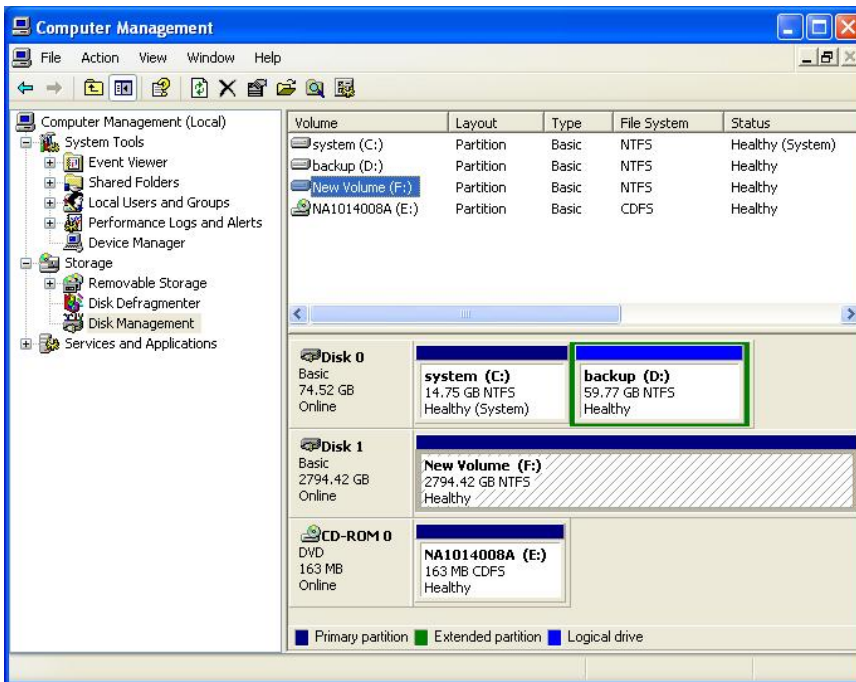 Computer Management
File Action View Window Help
Computer Management (Local)
System Tools
Event Viewer
Shared Folders
Local Users and Groups
Performance Logs and Alerts
Device Manager
Storage
Removable Storage
Disk Defragmenter
Disk Management
Services and Applications
Volume Layout Type File System Status
system (C:) Partition Basic NTFS Healthy (System)
backup (D:) Partition Basic NTFS Healthy
New Volume (F:) Partition Basic NTFS Healthy
NA1014008A (E:) Partition Basic CDFS Healthy
Disk 0
Basic
74.52 GB
Online
system (C:)
14.75 GB NTFS
Healthy (System)
backup (D:)
59.77 GB NTFS
Healthy
Disk 1
Basic
2794.42 GB
Online
New Volume (F:)
2794.42 GB NTFS
Healthy
CD-ROM 0
DVD
163 MB
Online
NA1014008A (E:)
163 MB CDFS
Healthy
Primary partition Extended partition Logical drive